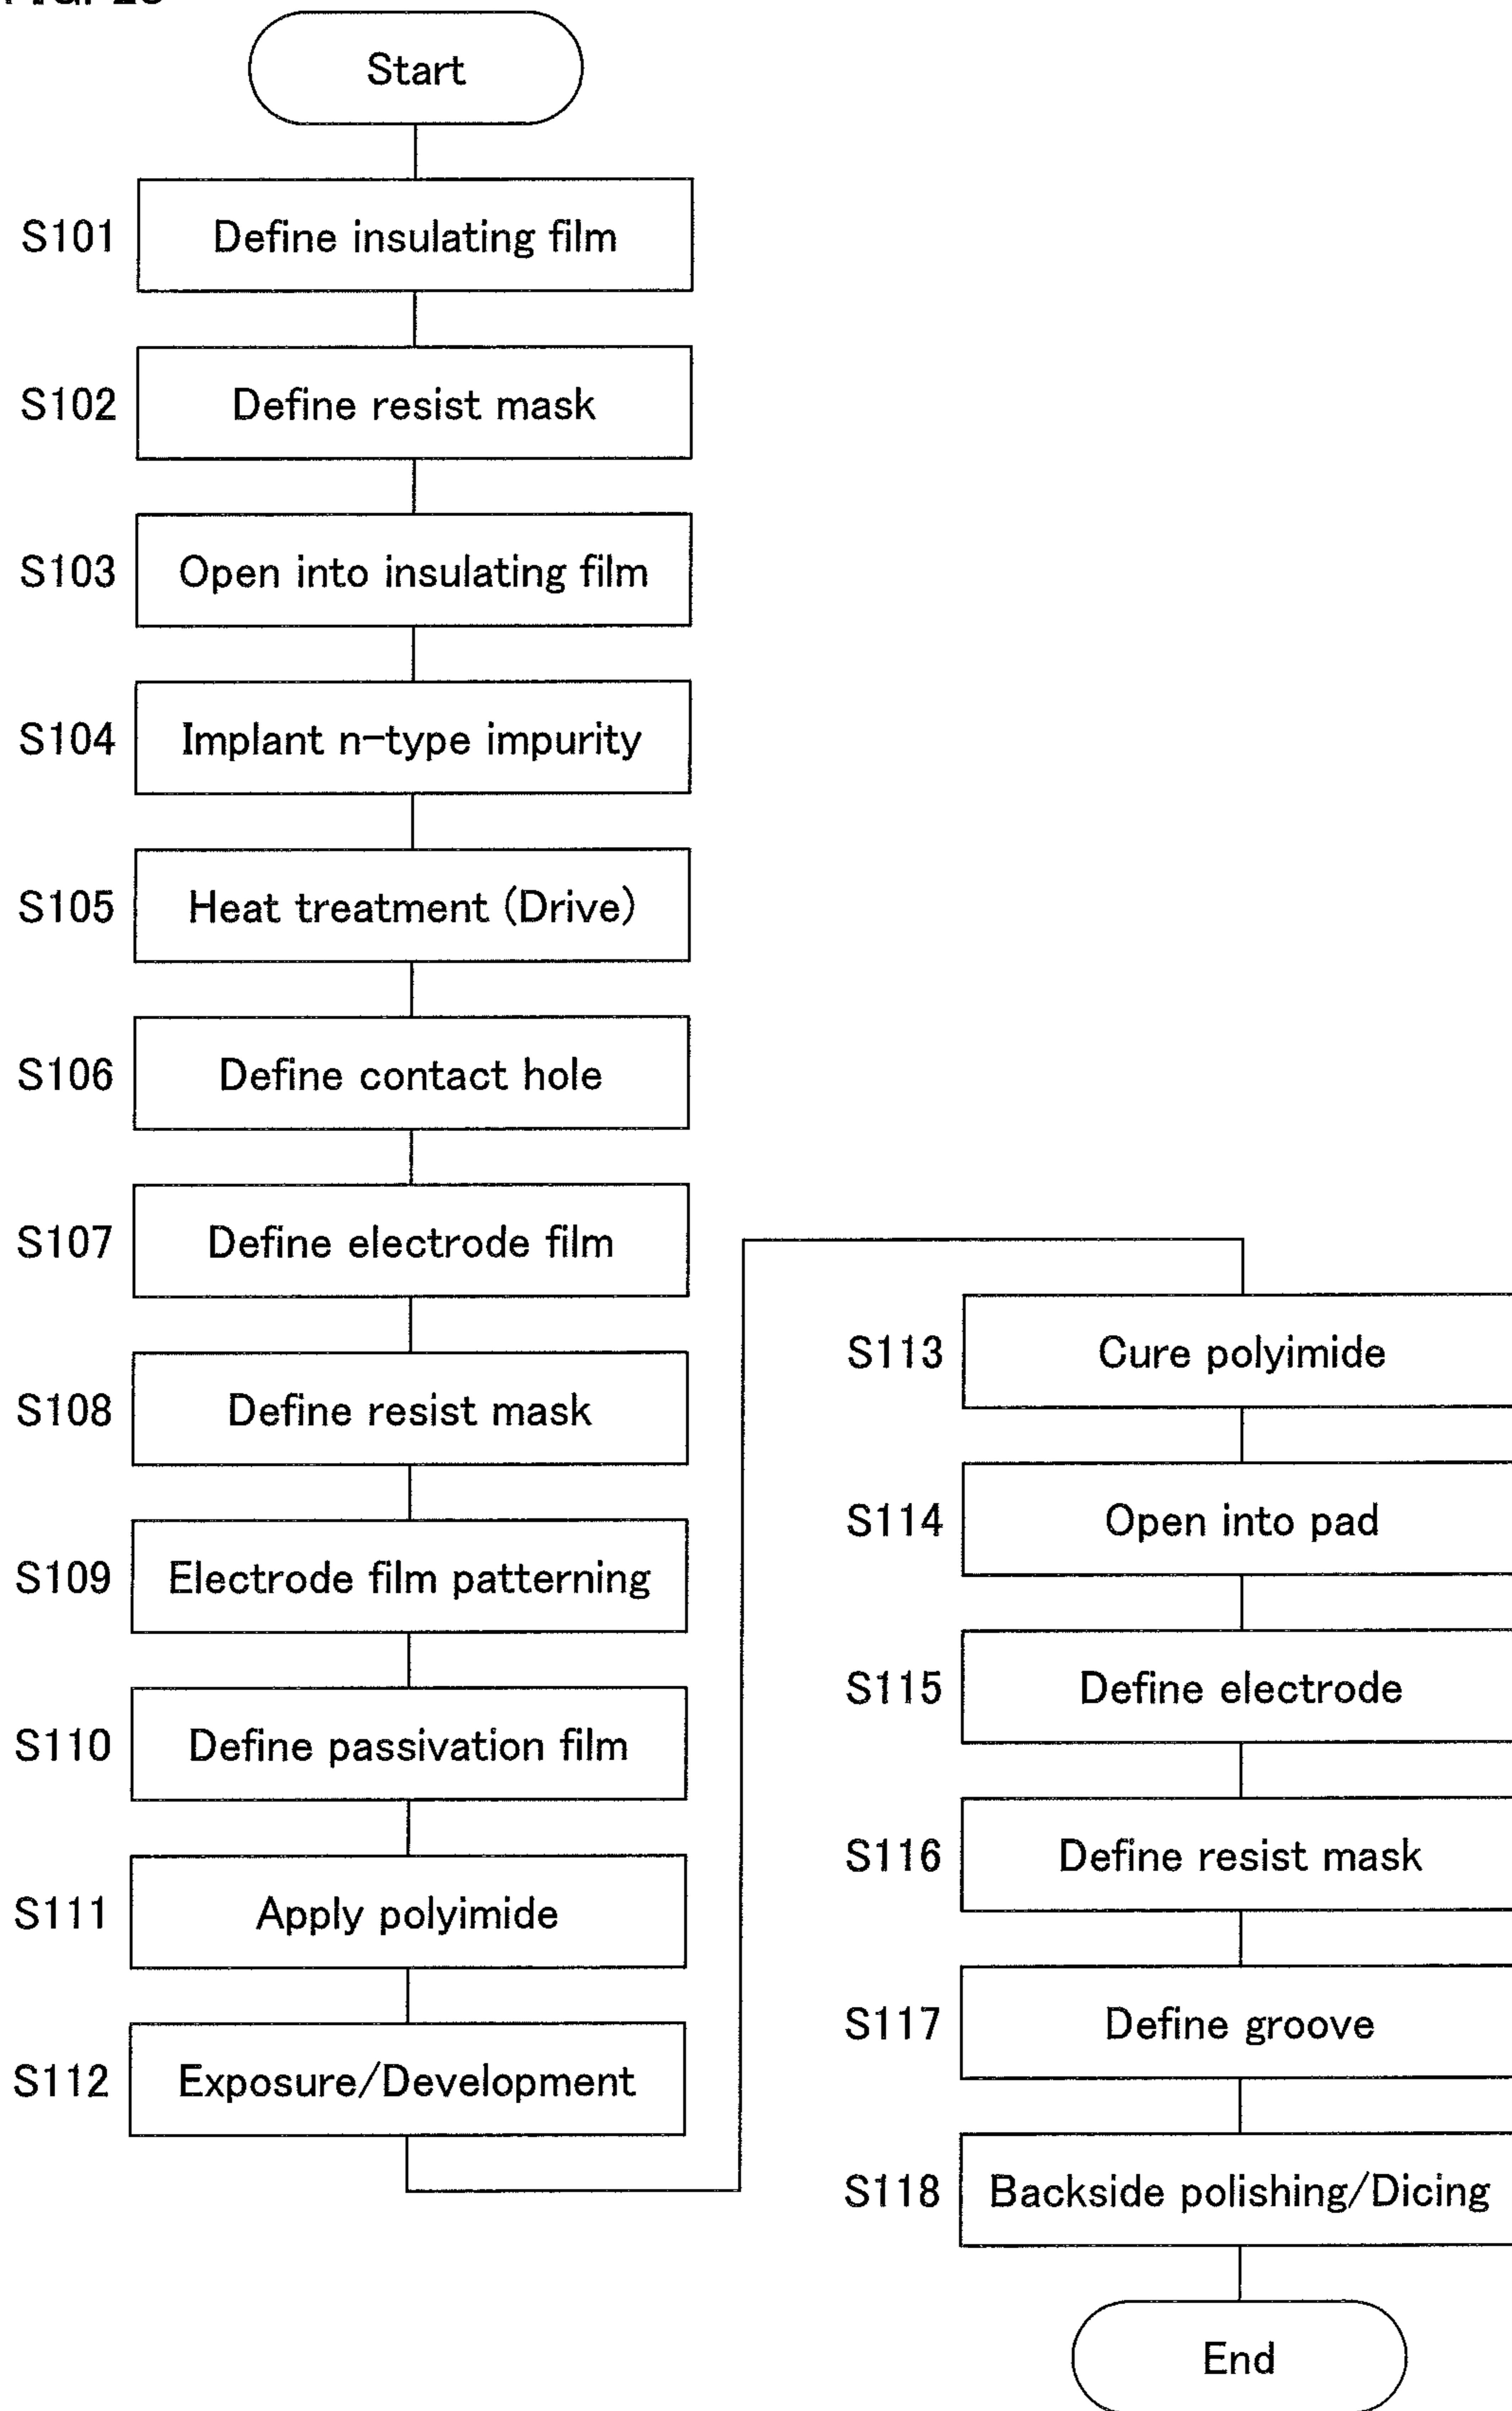 Start
S101 Define insulating film
S102 Define resist mask
S103 Open into insulating film
S104 Implant n-type impurity
S105 Heat treatment (Drive)
S106 Define contact hole
S107 Define electrode film
S108 Define resist mask
S109 Electrode film patterning
S110 Define passivation film
S111 Apply polyimide
S112 Exposure/Development
S113 Cure polyimide
S114 Open into pad
S115 Define electrode
S116 Define resist mask
S117 Define groove
S118 Backside polishing/Dicing
End